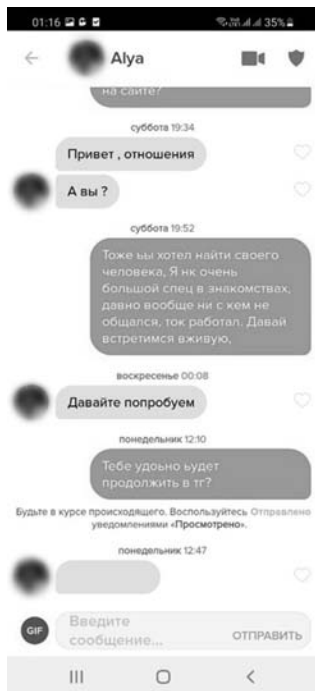 01:16
35%
Alya
на сайте?
суббота 19:34
Привет , отношения
А вы ?
суббота 19:52
Тоже ьы хотел найти своего
человека, Я нк очень
большой спец в знакомствах,
давно вообще ни с кем не
общался, ток работал. Давай
встретимся вживую,
воскресенье 00:08
Давайте попробуем
понедельник 12:10
Тебе удоьно ьудет
продолжить в тг?
Будьте в курсе происходящего. Воспользуйтесь Отправлено
уведомлениями «Просмотрено».
понедельник 12:47
GIF
Введите
сообщение...
ОТПРАВИТЬ